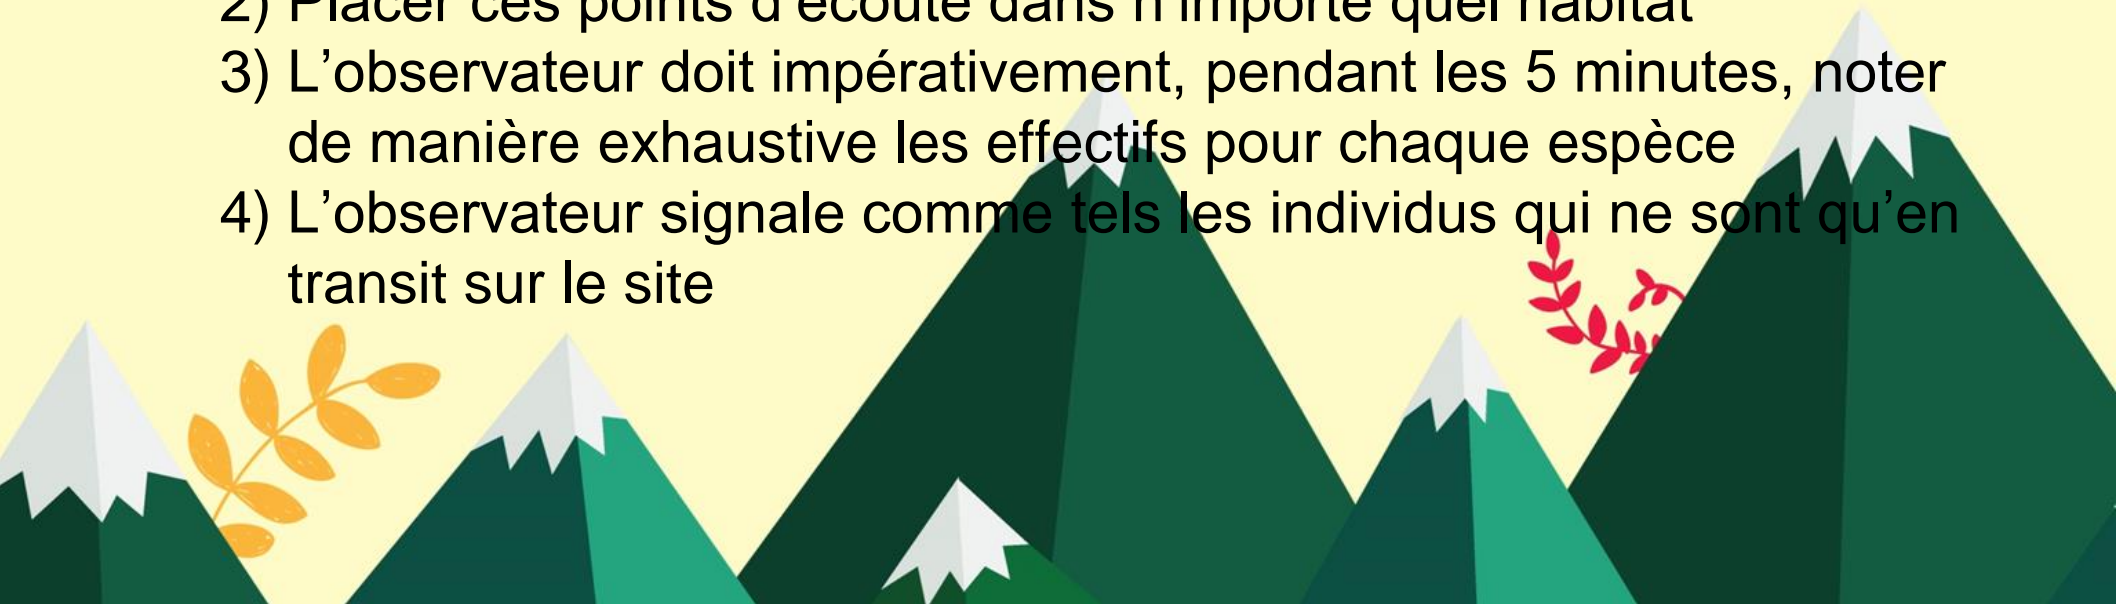 2) Placer ces points d'écoute dans n'importe quel habitat
3) L’observateur doit impérativement, pendant les 5 minutes, noter
de manière exhaustive les effectifs pour chaque espèce
4) L’observateur signale comme tels les individus qui ne sont qu’en
transit sur le site